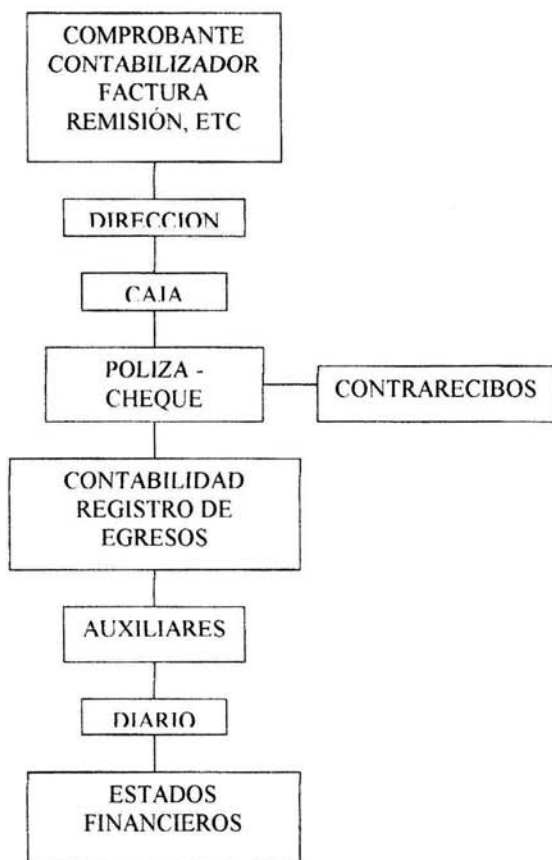 COMPROBANTE
CONTABILIZADOR
FACTURA
REMISIÓN, ETC
DIRECCION
CAJA
POLIZA -
CHEQUE
CONTRARECIBOS
CONTABILIDAD
REGISTRO DE
EGRESOS
AUXILIARES
DIARIO
ESTADOS
FINANCIEROS